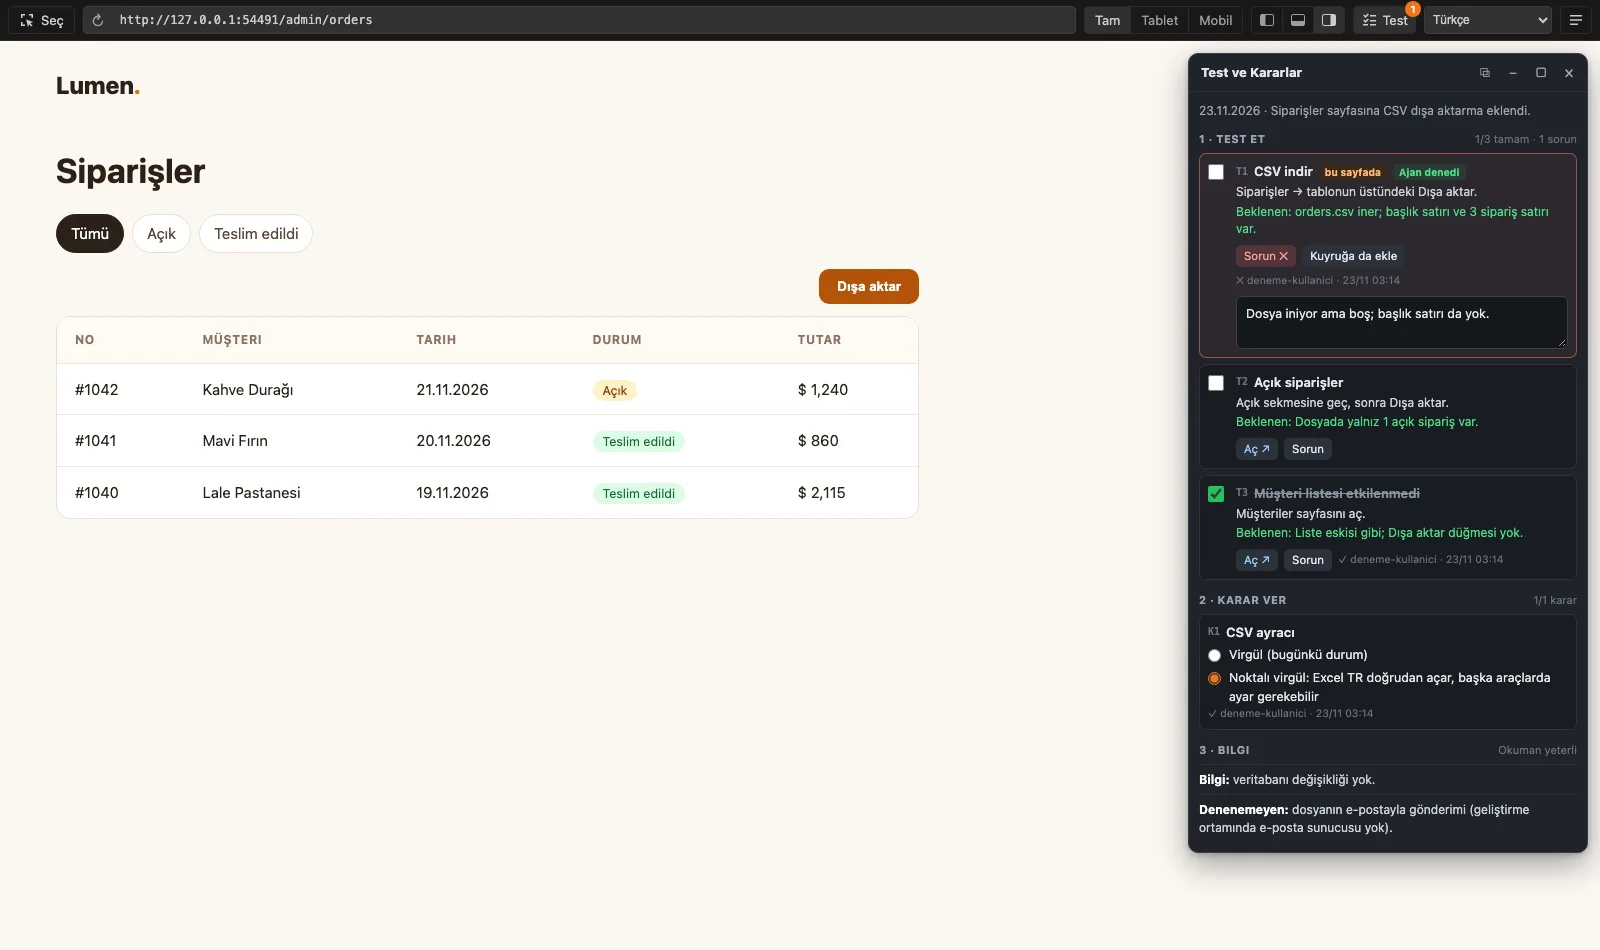 Seç
http://127.0.0.1:54491/admin/orders
Tam
Tablet
Mobil
Test
1
Türkçe
Lumen.
Siparişler
Tümü
Açık
Teslim edildi
Dışa aktar
NO MÜŞTERI TARIH DURUM TUTAR
#1042 Kahve Durağı 21.11.2026 Açık $ 1,240
#1041 Mavi Fırın 20.11.2026 Teslim edildi $ 860
#1040 Lale Pastanesi 19.11.2026 Teslim edildi $ 2,115
Test ve Kararlar
23.11.2026 · Siparişler sayfasına CSV dışa aktarma eklendi.
1 · TEST ET 1/3 tamam · 1 sorun
T1 CSV indir bu sayfada Ajan denedi
Siparişler → tablonun üstündeki Dışa aktar.
Beklenen: orders.csv iner; başlık satırı ve 3 sipariş satırı
var.
Sorun ✕ Kuyruğa da ekle
✕ deneme-kullanici · 23/11 03:14
Dosya iniyor ama boş; başlık satırı da yok.
T2 Açık siparişler
Açık sekmesine geç, sonra Dışa aktar.
Beklenen: Dosyada yalnız 1 açık sipariş var.
Aç ↗ Sorun
T3 Müşteri listesi etkilenmedi
Müşteriler sayfasını aç.
Beklenen: Liste eskisi gibi; Dışa aktar düğmesi yok.
Aç ↗ Sorun ✓ deneme-kullanici · 23/11 03:14
2 · KARAR VER 1/1 karar
K1 CSV ayracı
Virgül (bugünkü durum)
Noktalı virgül: Excel TR doğrudan açar, başka araçlarda
ayar gerekebilir
✓ deneme-kullanici · 23/11 03:14
3 · BILGI Okuman yeterli
Bilgi: veritabanı değişikliği yok.
Denenemeyen: dosyanın e-postayla gönderimi (geliştirme
ortamında e-posta sunucusu yok).